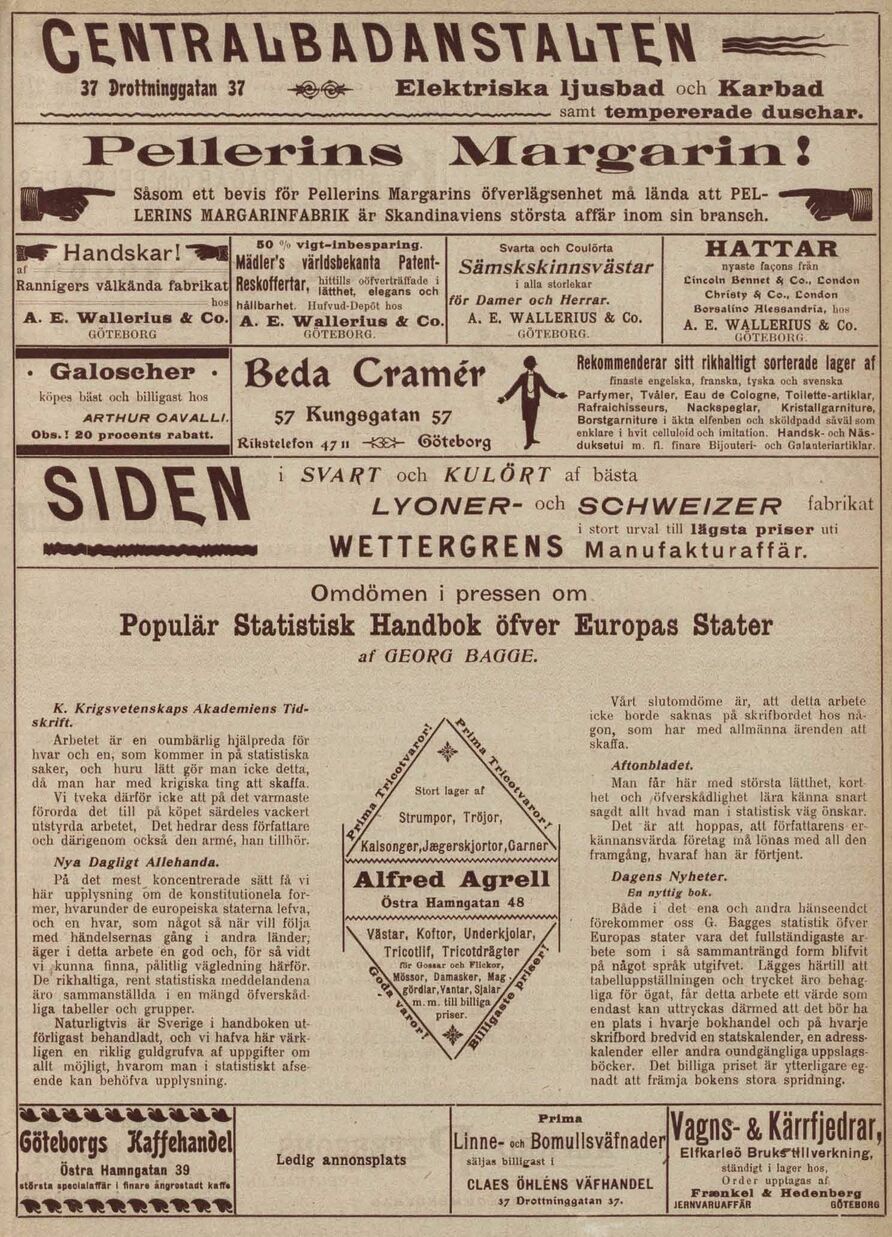 CENTRALBADANSTALTEN
37 Drottninggatan 37 Elektriska ljusbad och Karbad
samt tempererade duschar.
Pellerins Margarin!
Såsom ett bevis för Pellerins Margarins öfverlägsenhet må lända att PEL-
LERINS MARGARINFABRIK är Skandinaviens största affär inom sin bransch.
Handskar!
af
Rannigers välkända fabrikat
hos
A. E. Wallerius & Co.
GÖTEBORG
50 % vigt-inbesparing.
Mädler's världsbekanta Patent-
Reskoffertar, hittills oöfverträffade i
lätthet, elegans och
hållbarhet. Hufvud-Depôt hos
A. E. Wallerius & Co.
GÖTEBORG.
Svarta och Coulörta
Sämskskinnsvästar
i alla storlekar
för Damer och Herrar.
A. E. WALLERIUS & Co.
GÖTEBORG.
HATTAR
nyaste façons från
Lincoln Bennet & Co., London
Christy & Co., London
Borsalino Alessandria, hos
A. E. WALLERIUS & Co.
GÖTEBORG.
Galoscher
köpes bäst och billigast hos
ARTHUR CAVALLI.
Obs.! 20 procents rabatt.
Beda Cramér
57 Kungsgatan 57
Rikstelefon 47 11 Göteborg
Rekommenderar sitt rikhaltigt sorterade lager af
finaste engelska, franska, tyska och svenska
Parfymer, Tvåler, Eau de Cologne, Toilette-artiklar,
Rafraichisseurs, Nackspeglar, Kristallgarniture,
Borstgarniture i äkta elfenben och sköldpadd såväl som
enklare i hvit celluloid och imitation. Handsk- och Näs-
duksetui m. fl. finare Bijouteri- och Galanteriartiklar.
SIDEN
i SVART och KULÖRT af bästa
LYONER- och SCHWEIZER fabrikat
i stort urval till lägsta priser uti
WETTERGRENS Manufakturaffär.
Omdömen i pressen om
Populär Statistisk Handbok öfver Europas Stater
af GEORG BAGGE.
K. Krigsvetenskaps Akademiens Tid-
skrift.
Arbetet är en oumbärlig hjälpreda för
hvar och en, som kommer in på statistiska
saker, och huru lätt gör man icke detta,
då man har med krigiska ting att skaffa.
Vi tveka därför icke att på det varmaste
förorda det till på köpet särdeles vackert
utstyrda arbetet, Det hedrar dess författare
och därigenom också den armé, han tillhör.
Nya Dagligt Allehanda.
På det mest koncentrerade sätt få vi
här upplysning om de konstitutionela for-
mer, hvarunder de europeiska staterna lefva,
och en hvar, som något så när vill följa
med händelsernas gång i andra länder,
äger i detta arbete en god och, för så vidt
vi kunna finna, pålitlig vägledning härför.
De rikhaltiga, rent statistiska meddelandena
äro sammanställda i en mängd öfverskåd-
liga tabeller och grupper.
Naturligtvis är Sverige i handboken ut-
förligast behandladt, och vi hafva här värk-
ligen en riklig guldgrufva af uppgifter om
allt möjligt, hvarom man i statistiskt afse-
ende kan behöfva upplysning.
Prima Tricotvaror!
Prima Tricotvaror!
Stort lager af
Strumpor, Tröjor,
Kalsonger, Jægerskjortor, Garner
Alfred Agrell
Östra Hamngatan 48
Västar, Koftor, Underkjolar,
Tricotlif, Tricotdrägter
för Gossar och Flickor,
Mössor, Damasker, Mag-
gördlar, Vantar, Sjalar
m. m. till billiga
priser.
Goda varor!
Billigaste priser!
Vårt slutomdöme är, att detta arbete
icke borde saknas på skrifbordet hos nå-
gon, som har med allmänna ärenden att
skaffa.
Aftonbladet.
Man får här med största lätthet, kort-
het och öfverskådlighet lära känna snart
sagdt allt hvad man i statistisk väg önskar.
Det är att hoppas, att författarens er-
kännansvärda företag må lönas med all den
framgång, hvaraf han är förtjent.
Dagens Nyheter.
En nyttig bok.
Både i det ena och andra hänseendet
förekommer oss G. Bagges statistik öfver
Europas stater vara det fullständigaste ar-
bete som i så sammanträngd form blifvit
på något språk utgifvet. Lägges härtill att
tabelluppställningen och trycket äro behag-
liga för ögat, får detta arbete ett värde som
endast kan uttryckas därmed att det bör ha
en plats i hvarje bokhandel och på hvarje
skrifbord bredvid en statskalender, en adress-
kalender eller andra oundgängliga uppslags-
böcker. Det billiga priset är ytterligare eg-
nadt att främja bokens stora spridning.
Göteborgs Kaffehandel
Östra Hamngatan 39
största specialaffär i finare ångrostadt kaffe
Ledig annonsplats
Prima
Linne- och Bomullsväfnader
säljas billigast i
CLAES ÖHLÉNS VÄFHANDEL
37 Drottninggatan 37.
Vagns- & Kärrfjedrar,
Elfkarleö Bruks tillverkning,
ständigt i lager hos,
Order upptagas af
Frænkel & Hedenberg
JERNVARUAFFÄR GÖTEBORG